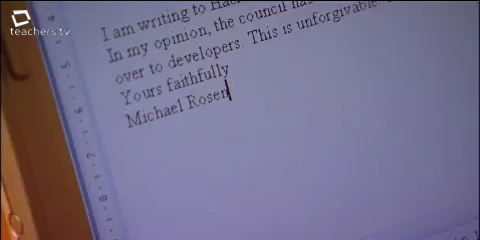 teachers.tv
I am writing to
In my opinion, the council has
over to developers. This is unforgivable.
Yours faithfully
Michael Rosen